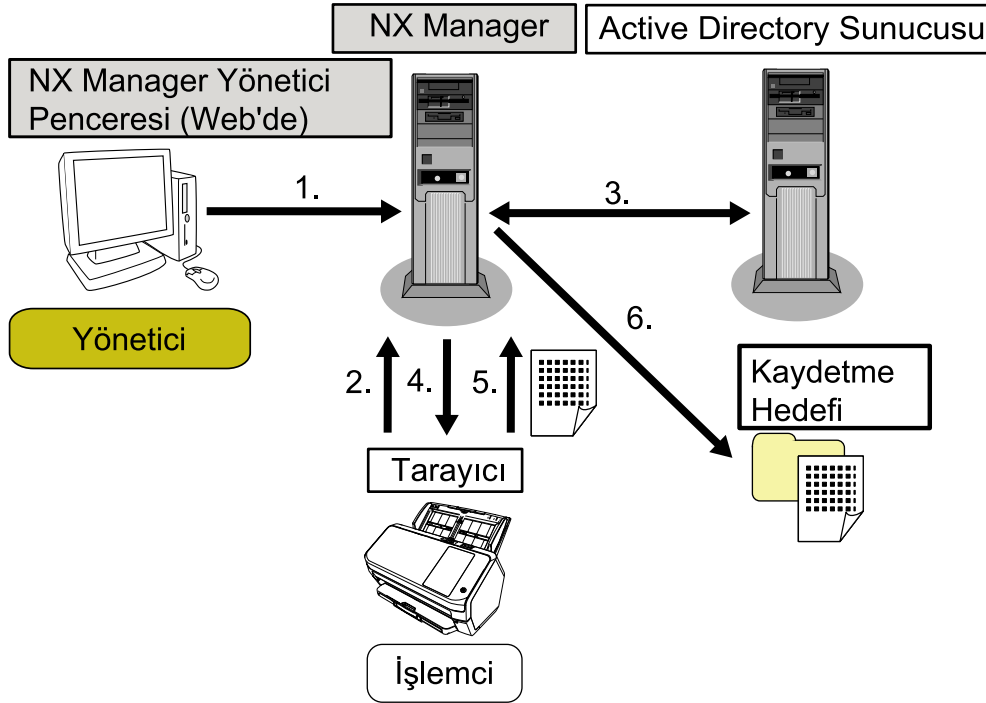 NX Manager
Active Directory Sunucusu
NX Manager Yönetici
Penceresi (Web'de)
1.
3.
Yönetici
6.
2.
4.
5.
Kaydetme
Hedefi
Tarayıcı
İşlemci